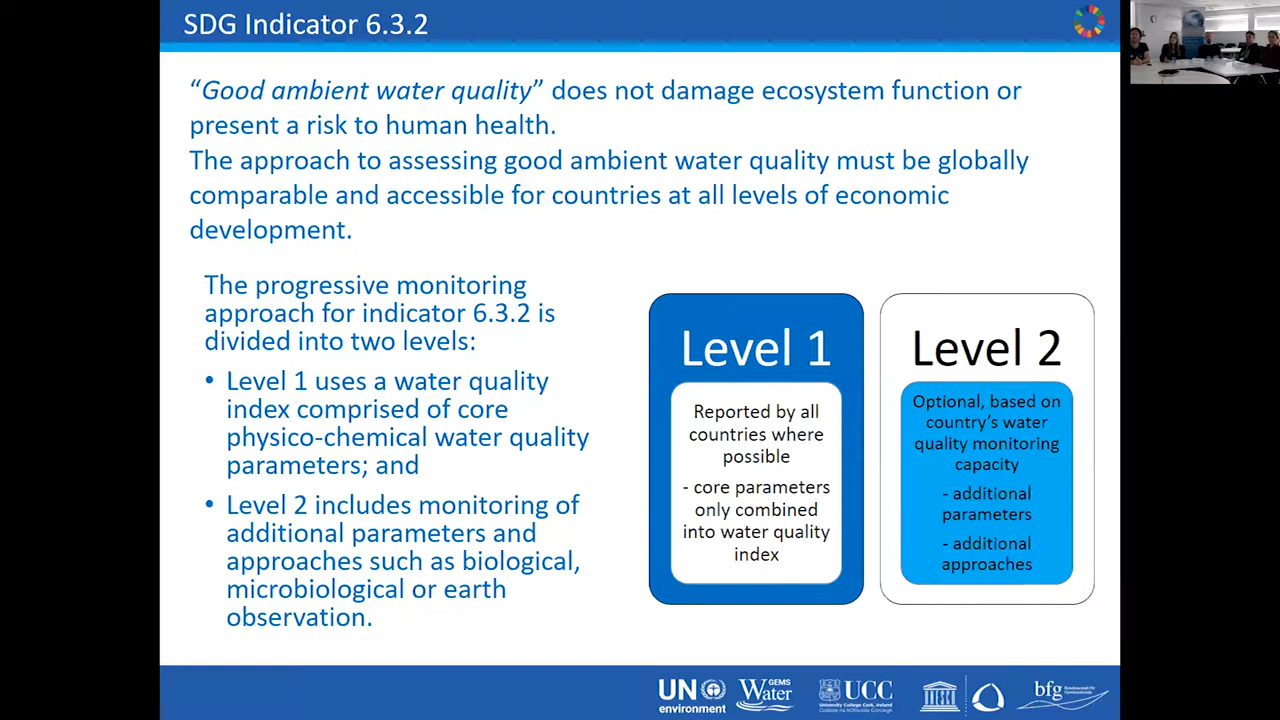 SDG Indicator 6.3.2
“Good ambient water quality” does not damage ecosystem function or
present a risk to human health.
The approach to assessing good ambient water quality must be globally
comparable and accessible for countries at all levels of economic
development.
The progressive monitoring
approach for indicator 6.3.2 is
divided into two levels:
• Level 1 uses a water quality
index comprised of core
physico-chemical water quality
parameters; and
• Level 2 includes monitoring of
additional parameters and
approaches such as biological,
microbiological or earth
observation.
Level 1
Reported by all
countries where
possible
- core parameters
only combined
into water quality
index
Level 2
Optional, based on
country’s water
quality monitoring
capacity
- additional
parameters
- additional
approaches
UN
environment
GEMS
Water
UCC
University College Cork, Ireland
bfg